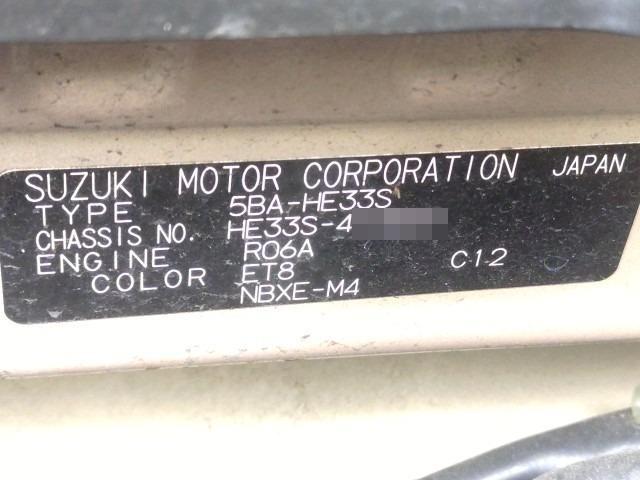 SUZUKI MOTOR CORPORATION JAPAN
TYPE 5BA-HE33S
CHASSIS NO. HE33S-4
ENGINE R06A
COLOR ET8 C12
NBXE-M4